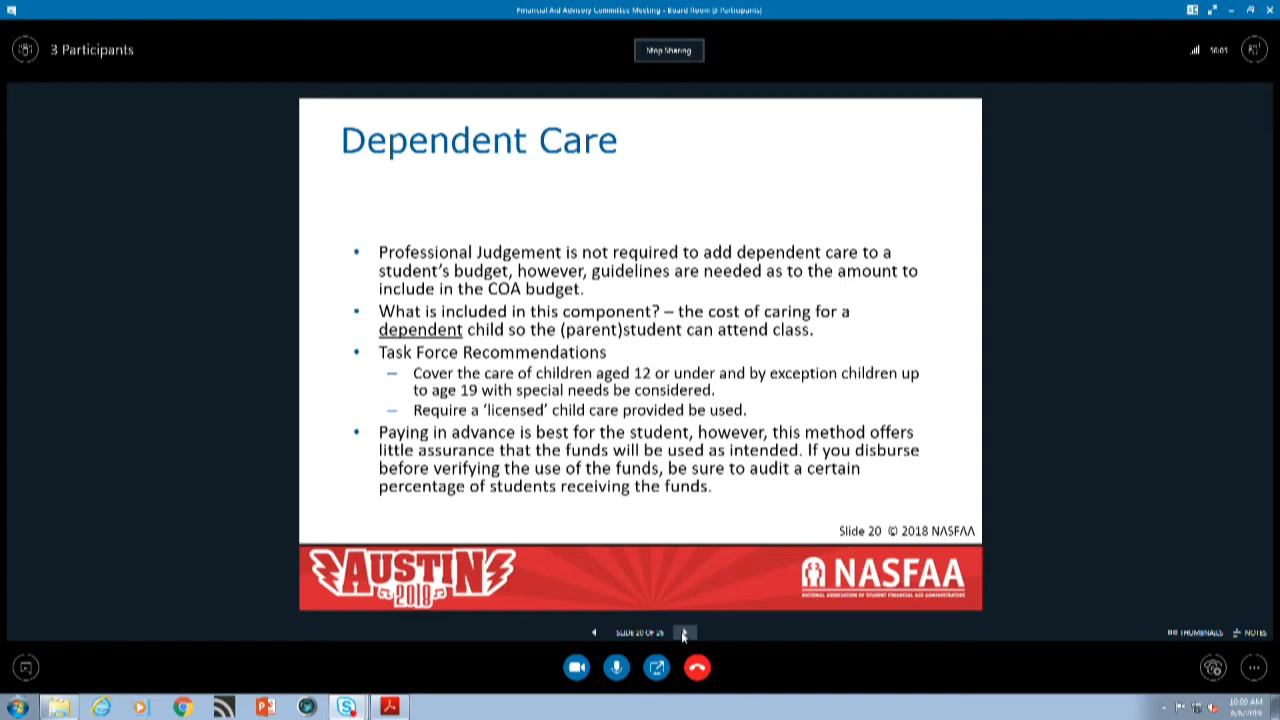 Financial Aid Advisory Committee Meeting - Board Room (3 Participants)
3 Participants
Stop Sharing
Dependent Care
• Professional Judgement is not required to add dependent care to a
student's budget, however, guidelines are needed as to the amount to
include in the COA budget.
• What is included in this component? – the cost of caring for a
dependent child so the (parent)student can attend class.
• Task Force Recommendations
– Cover the care of children aged 12 or under and by exception children up
to age 19 with special needs be considered.
– Require a 'licensed' child care provided be used.
• Paying in advance is best for the student, however, this method offers
little assurance that the funds will be used as intended. If you disburse
before verifying the use of the funds, be sure to audit a certain
percentage of students receiving the funds.
Slide 20 © 2018 NASFAA
AUSTIN
2018
NASFAA
NATIONAL ASSOCIATION OF STUDENT FINANCIAL AID ADMINISTRATORS
SLIDE 20 OF 26
THUMBNAILS
NOTES
10:00 AM